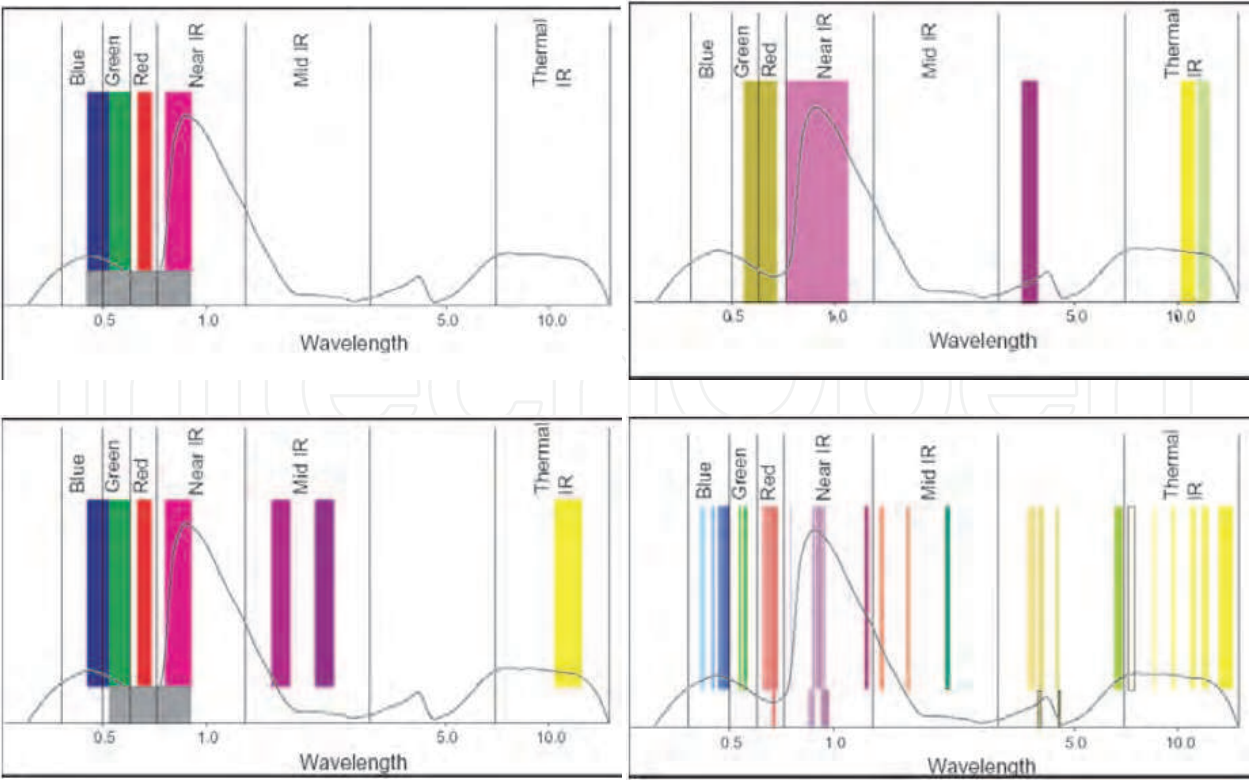 Blue
Green
Red
Near IR
Mid IR
Thermal
IR
0.5 1.0 5.0 10.0
Wavelength
Blue
Green
Red
Near IR
Mid IR
Thermal
IR
0.5 1.0 5.0 10.0
Wavelength
Blue
Green
Red
Near IR
Mid IR
Thermal
IR
0.5 1.0 5.0 10.0
Wavelength
Blue
Green
Red
Near IR
Mid IR
Thermal
IR
0.5 1.0 5.0 10.0
Wavelength